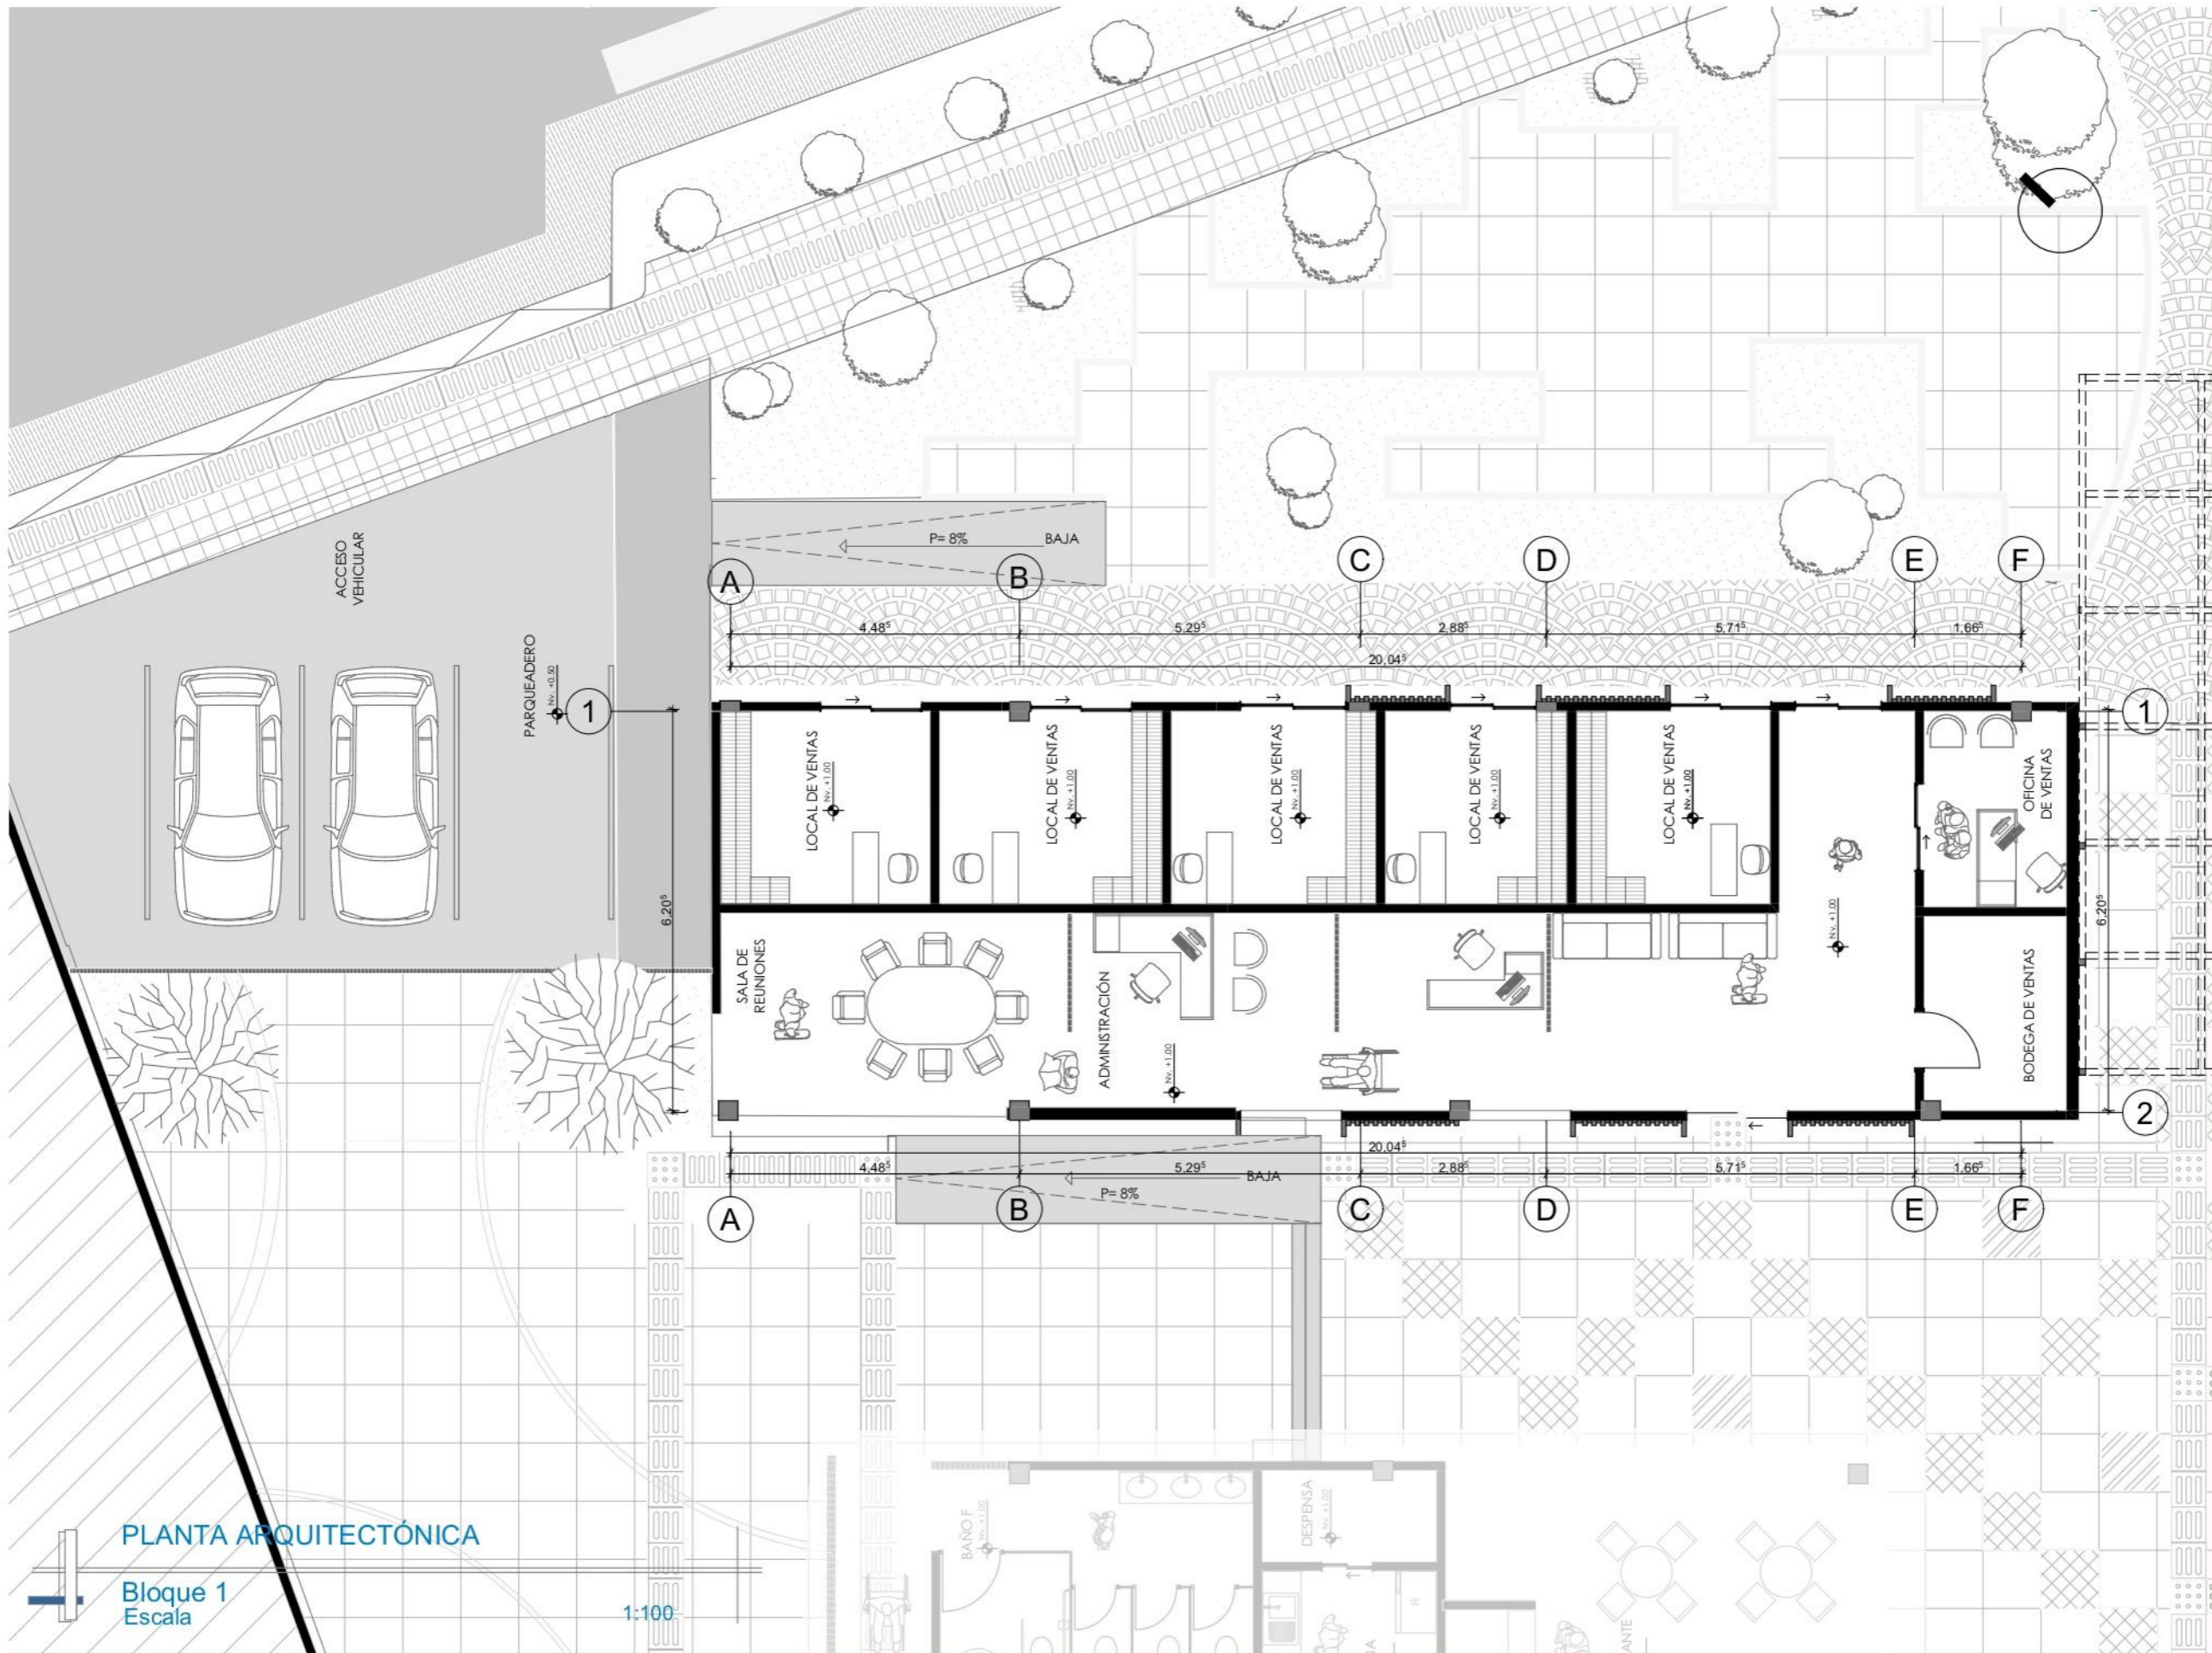 ACCESO
VEHICULAR
P= 8%
BAJA
A
B
C
D
E
F
4,48⁵
5,29⁵
2,88⁵
5,71⁵
1,66⁵
20,04⁵
PARQUEADERO
Nv. +0.50
1
1
LOCAL DE VENTAS
Nv. +1.00
LOCAL DE VENTAS
Nv. +1.00
LOCAL DE VENTAS
Nv. +1.00
LOCAL DE VENTAS
Nv. +1.00
LOCAL DE VENTAS
Nv. +1.00
OFICINA
DE VENTAS
6,20⁵
6,20⁵
SALA DE
REUNIONES
ADMINISTRACIÓN
Nv. +1.00
Nv. +1.00
BODEGA DE VENTAS
2
20,04⁵
4,48⁵
5,29⁵
2,88⁵
5,71⁵
1,66⁵
BAJA
P= 8%
A
B
C
D
E
F
BAÑO F
Nv. +1.00
DESPENSA
Nv. +1.00
R
PLANTA ARQUITECTÓNICA
Bloque 1
Escala
1:100